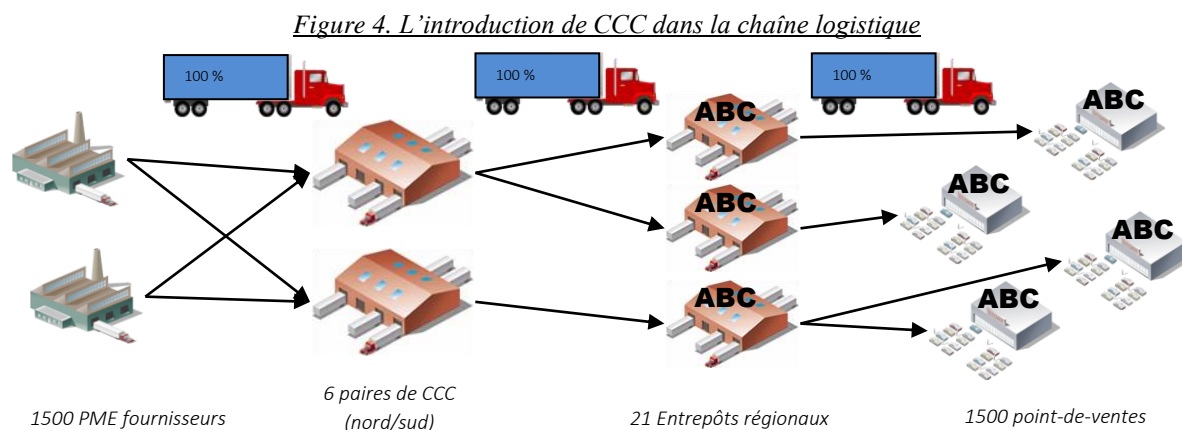 Figure 4. L’introduction de CCC dans la chaîne logistique
100 %
100 %
100 %
ABC
ABC
ABC
ABC
ABC
ABC
ABC
6 paires de CCC
(nord/sud)
1500 PME fournisseurs
21 Entrepôts régionaux
1500 point-de-ventes